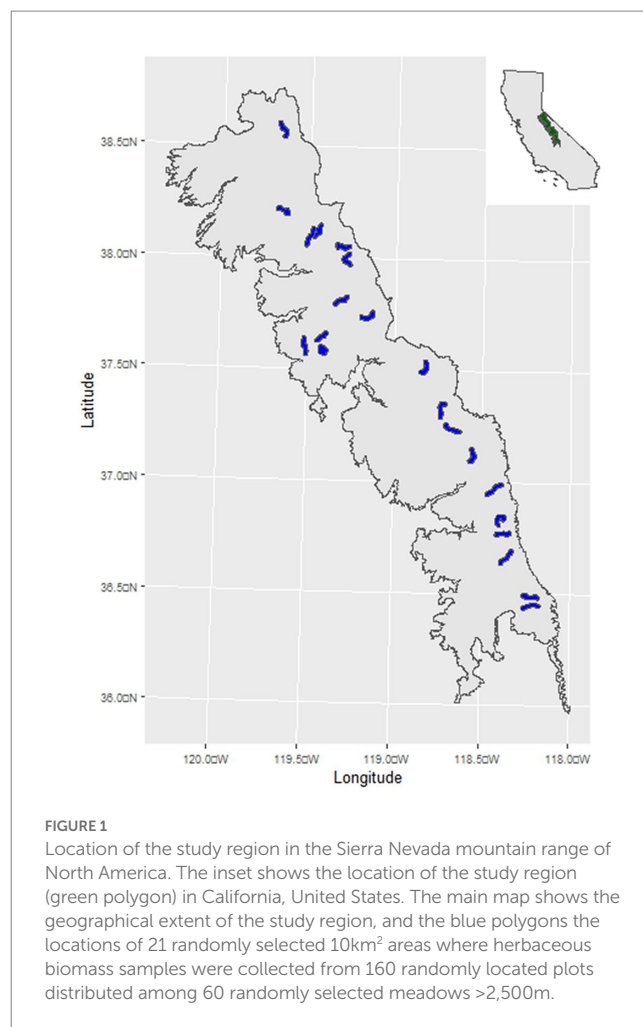 38.5□N
38.0□N
37.5□N
37.0□N
36.5□N
36.0□N
Latitude
120.0□W 119.5□W 119.0□W 118.5□W 118.0□W
Longitude
FIGURE 1
Location of the study region in the Sierra Nevada mountain range of
North America. The inset shows the location of the study region
(green polygon) in California, United States. The main map shows the
geographical extent of the study region, and the blue polygons the
locations of 21 randomly selected 10km² areas where herbaceous
biomass samples were collected from 160 randomly located plots
distributed among 60 randomly selected meadows >2,500m.